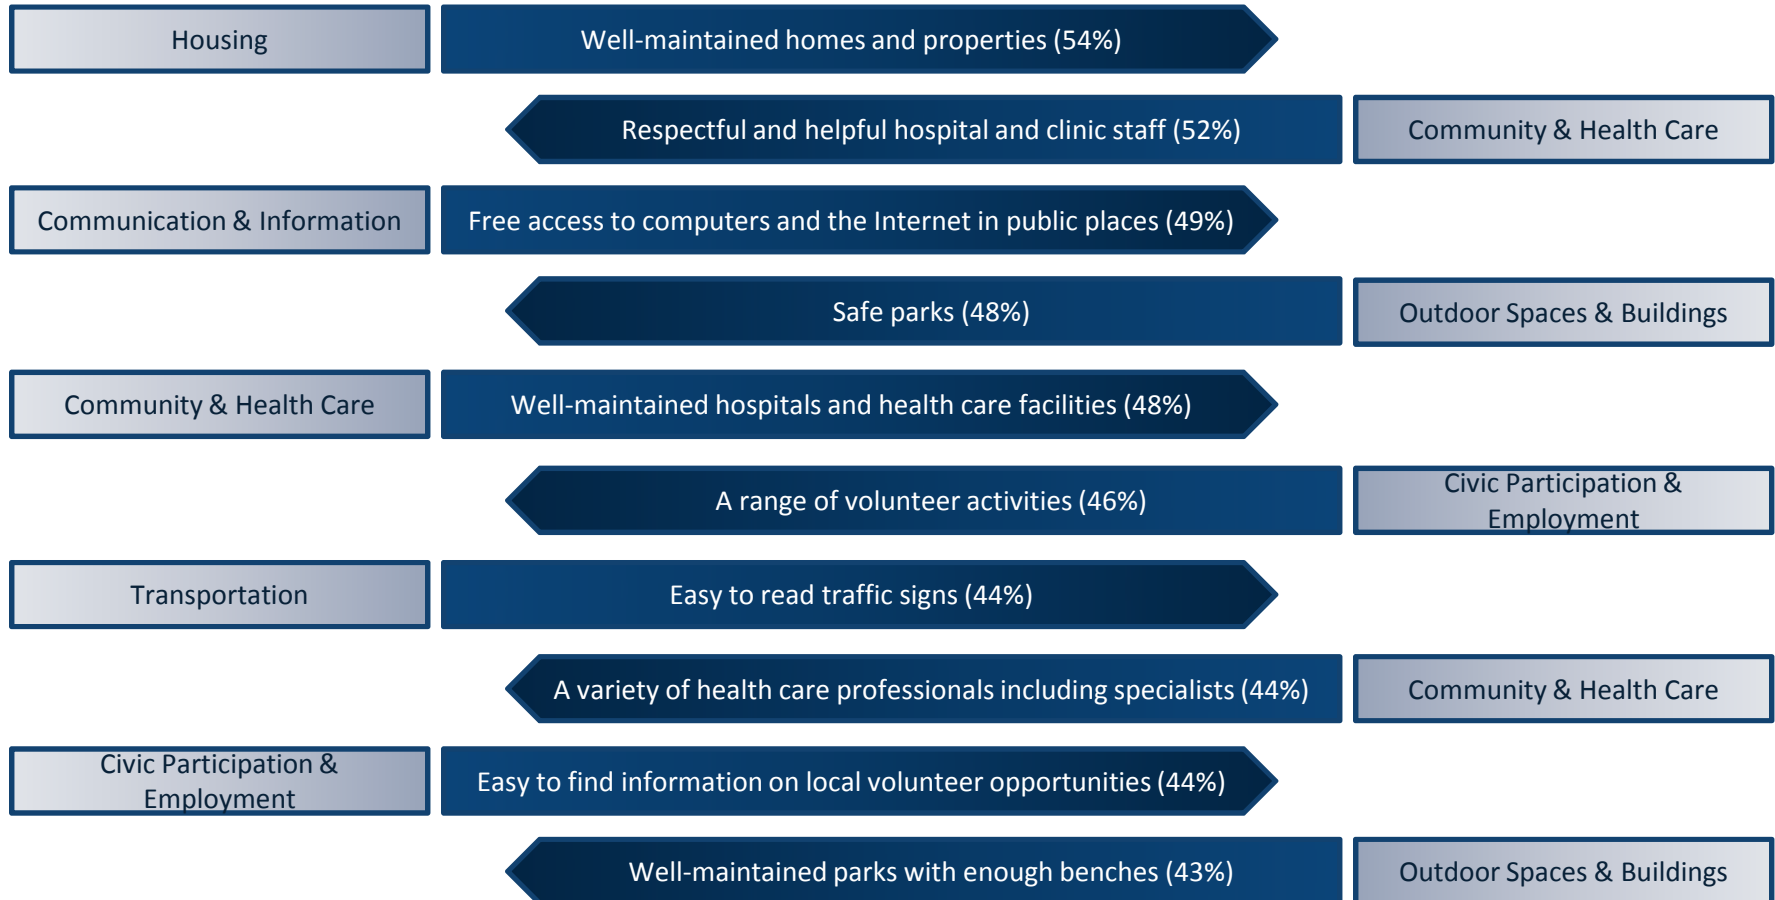 Housing
Well-maintained homes and properties (54%)
Respectful and helpful hospital and clinic staff (52%)
Community & Health Care
Communication & Information
Free access to computers and the Internet in public places (49%)
Safe parks (48%)
Outdoor Spaces & Buildings
Community & Health Care
Well-maintained hospitals and health care facilities (48%)
A range of volunteer activities (46%)
Civic Participation &
Employment
Transportation
Easy to read traffic signs (44%)
A variety of health care professionals including specialists (44%)
Community & Health Care
Civic Participation &
Employment
Easy to find information on local volunteer opportunities (44%)
Well-maintained parks with enough benches (43%)
Outdoor Spaces & Buildings